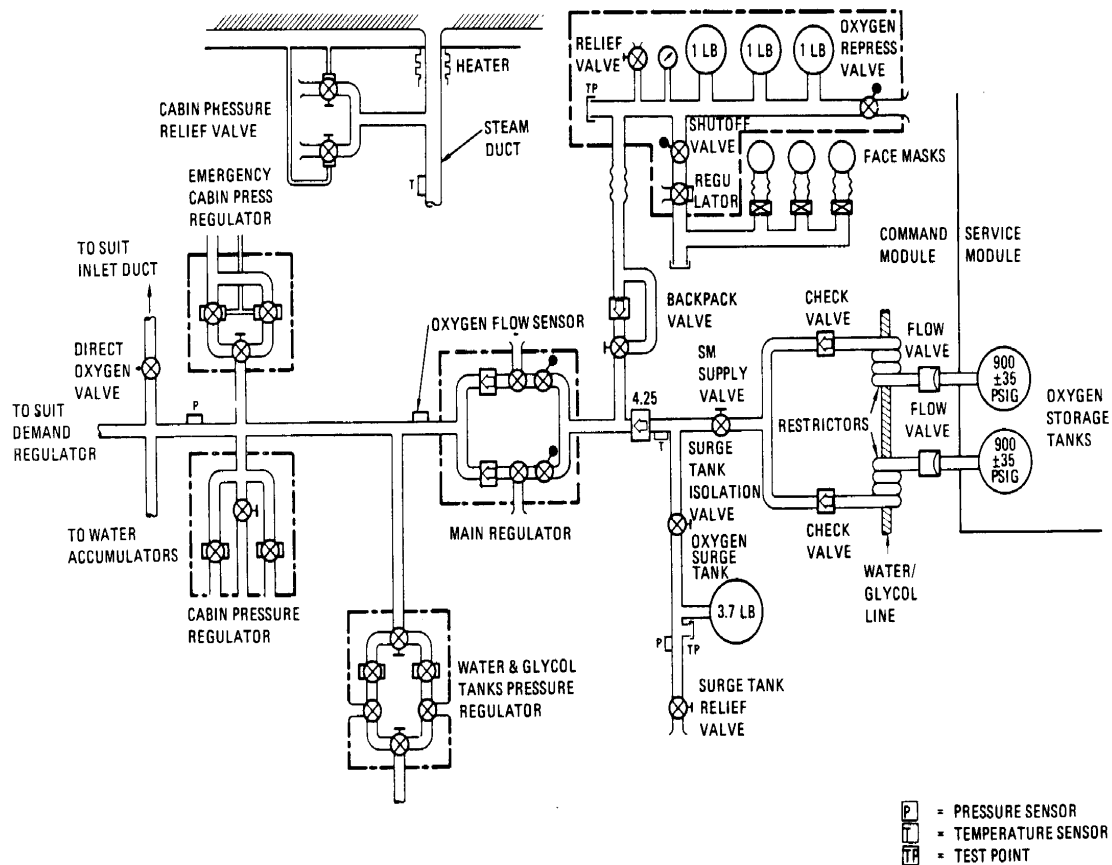 RELIEF
VALVE
1 LB
1 LB
1 LB
OXYGEN
REPRESS
VALVE
TP
HEATER
CABIN PRESSURE
RELIEF VALVE
STEAM
DUCT
T
SHUTOFF
VALVE
FACE MASKS
REGU
LATOR
EMERGENCY
CABIN PRESS
REGULATOR
COMMAND
MODULE
SERVICE
MODULE
TO SUIT
INLET DUCT
DIRECT
OXYGEN
VALVE
OXYGEN FLOW SENSOR
BACKPACK
VALVE
CHECK
VALVE
FLOW
VALVE
SM
SUPPLY
VALVE
900
±35
PSIG
OXYGEN
STORAGE
TANKS
FLOW
VALVE
RESTRICTORS
4.25
T
P
TO SUIT
DEMAND
REGULATOR
900
±35
PSIG
SURGE
TANK
ISOLATION
VALVE
MAIN REGULATOR
TO WATER
ACCUMULATORS
OXYGEN
SURGE
TANK
CHECK
VALVE
WATER/
GLYCOL
LINE
CABIN PRESSURE
REGULATOR
3.7 LB
P
TP
WATER & GLYCOL
TANKS PRESSURE
REGULATOR
SURGE TANK
RELIEF
VALVE
P = PRESSURE SENSOR
T = TEMPERATURE SENSOR
TP = TEST POINT